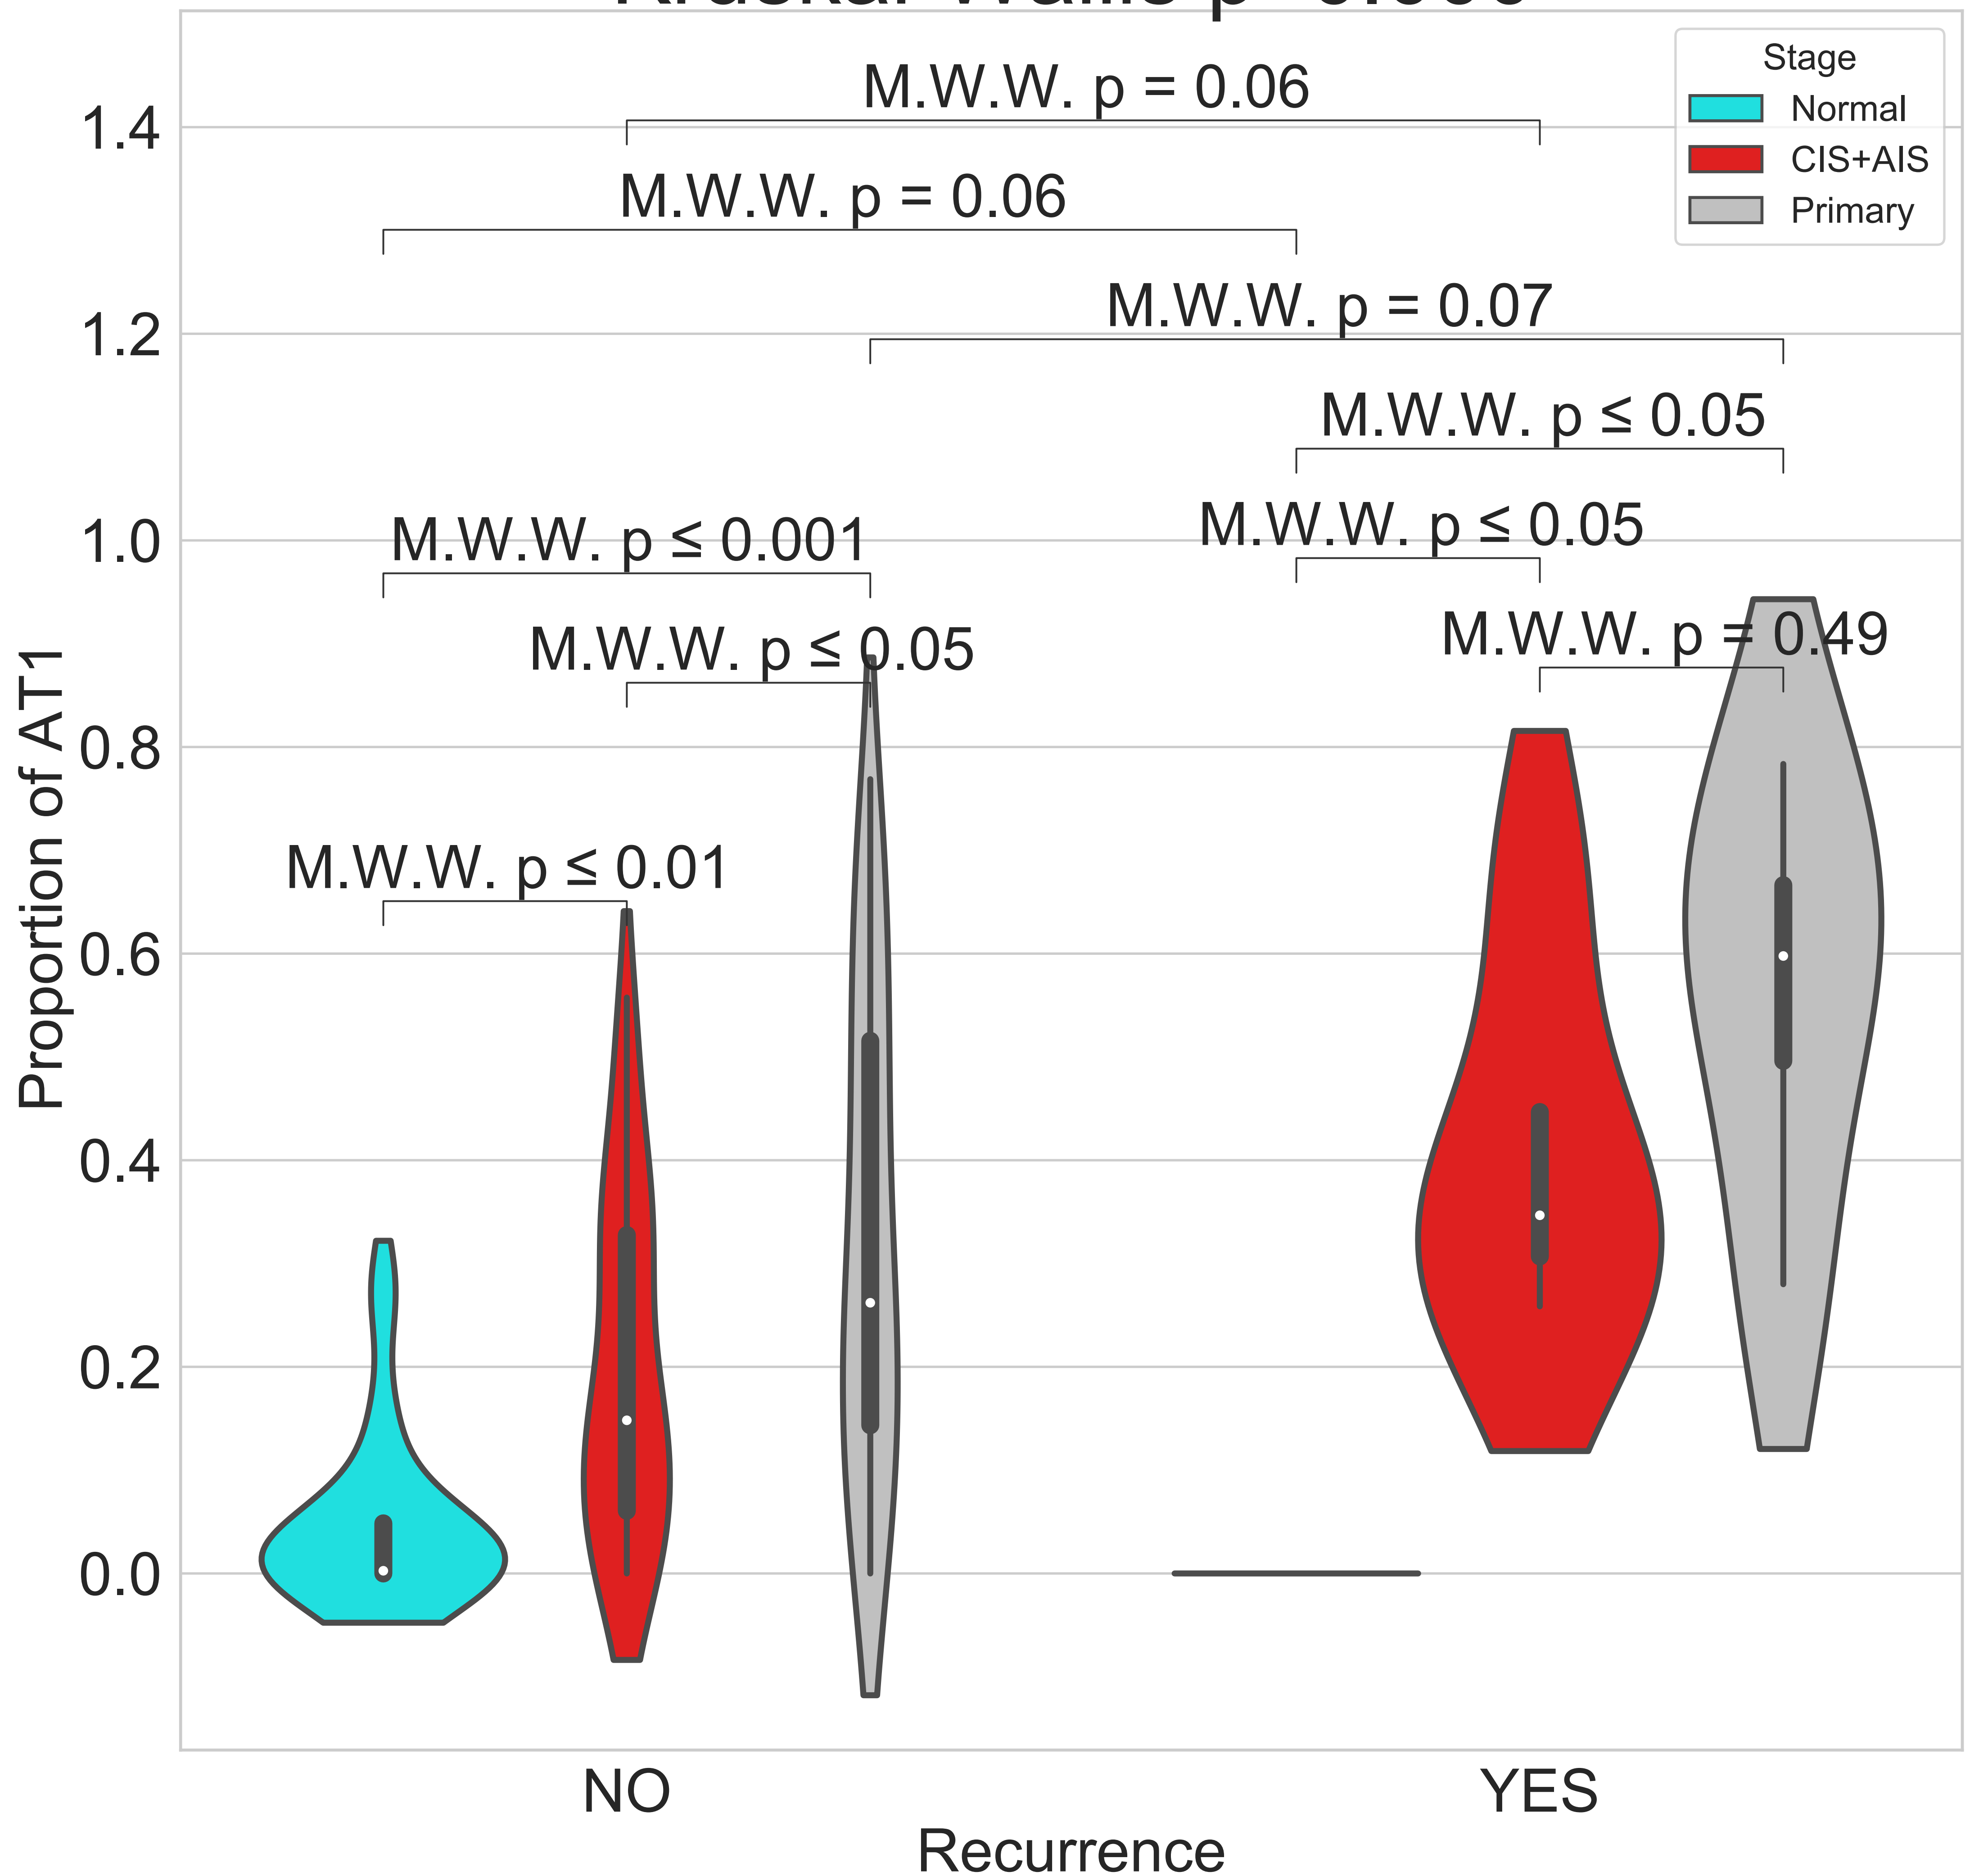 Stage
Normal
CIS+AIS
Primary
M.W.W. p = 0.06
M.W.W. p = 0.06
M.W.W. p = 0.07
M.W.W. p ≤ 0.05
M.W.W. p ≤ 0.001
M.W.W. p ≤ 0.05
M.W.W. p ≤ 0.05
M.W.W. p = 0.49
M.W.W. p ≤ 0.01
1.4
1.2
1.0
0.8
0.6
0.4
0.2
0.0
Proportion of AT1
NO
YES
Recurrence